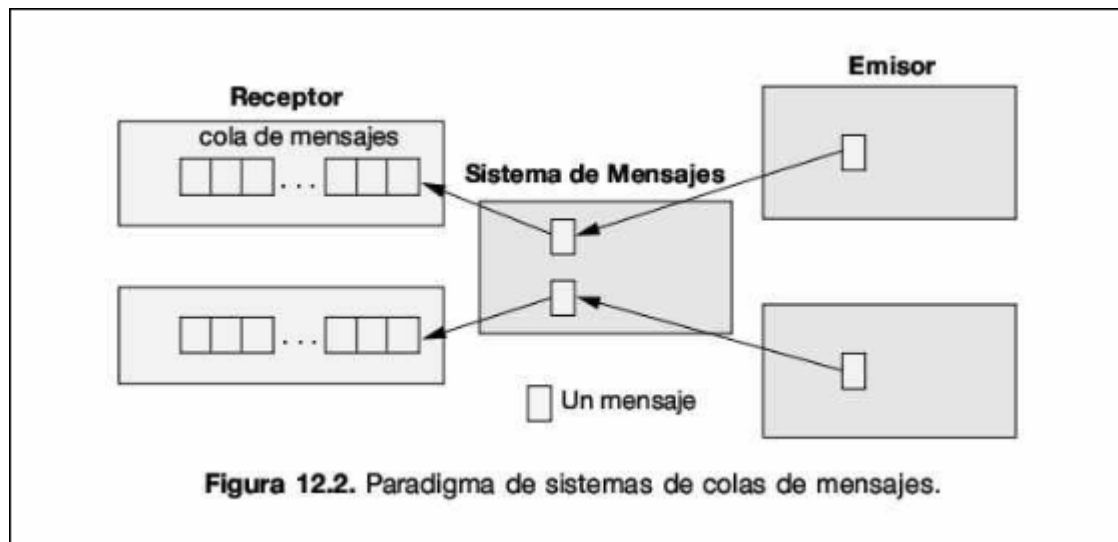 Emisor
Receptor
cola de mensajes
. . .
Sistema de Mensajes
. . .
Un mensaje
Figura 12.2. Paradigma de sistemas de colas de mensajes.